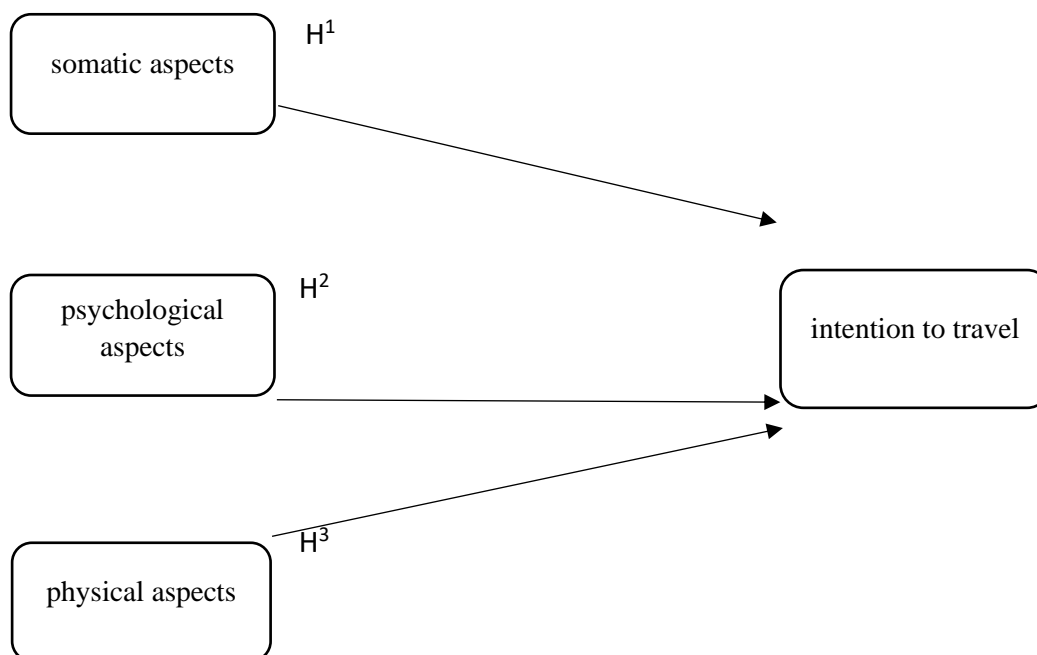 somatic aspects
H¹
psychological
aspects
H²
intention to travel
physical aspects
H³